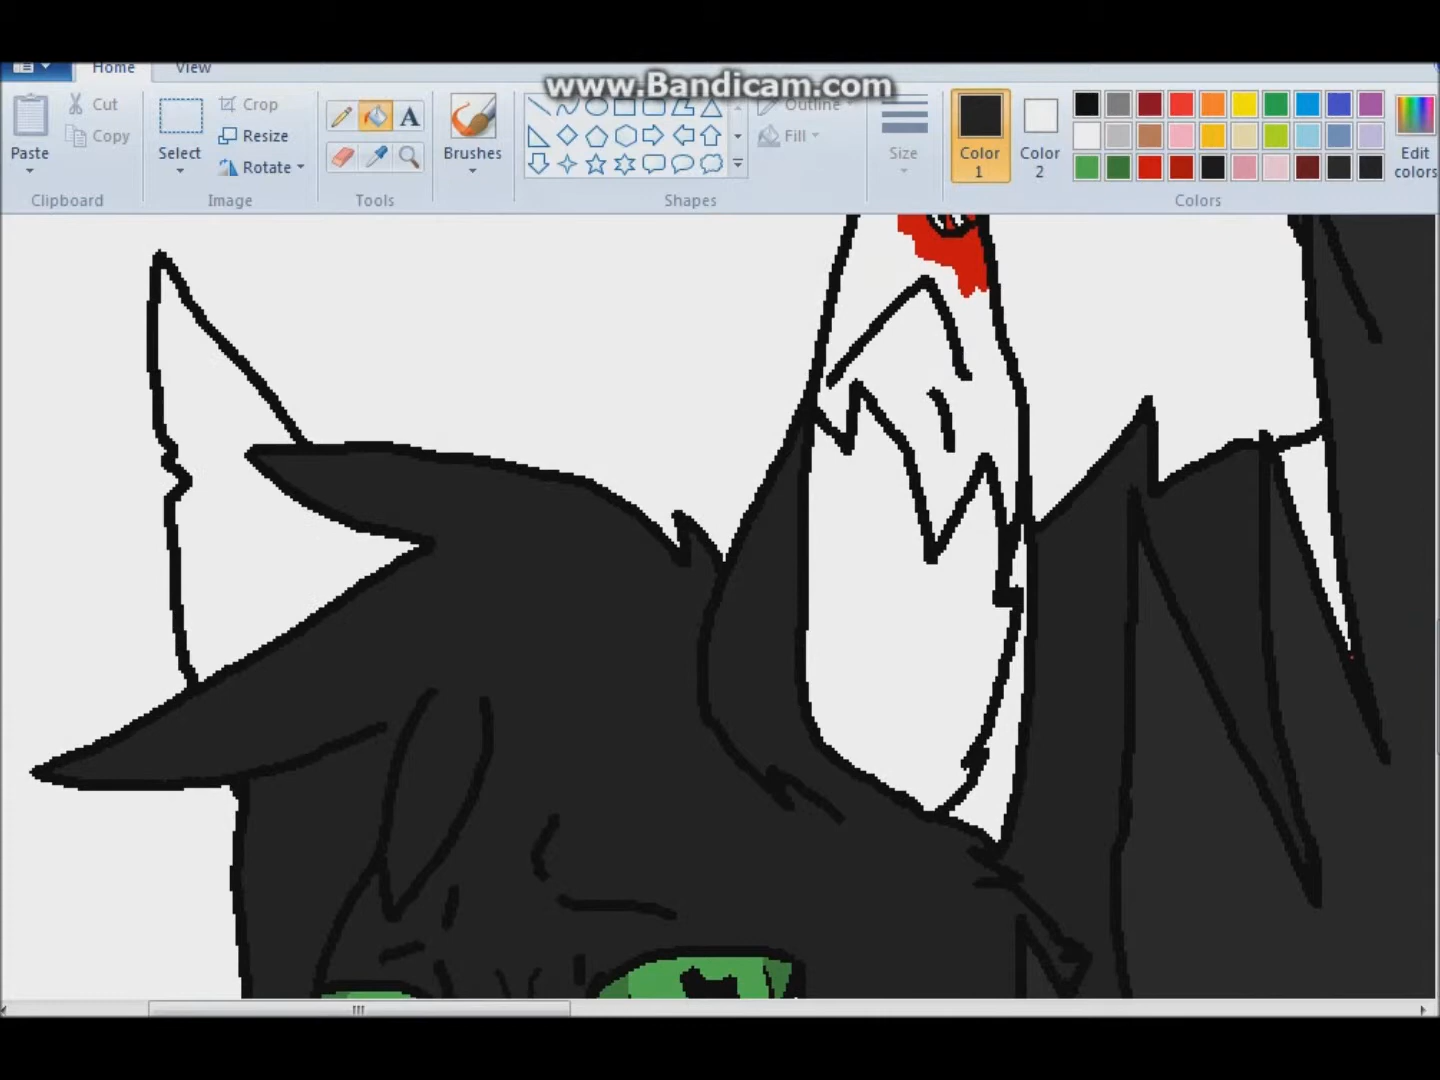 Home View
www.Bandicam.com
Cut
Copy
Paste
Clipboard
Select
Crop
Resize
Rotate
Image
A
Tools
Brushes
Outline
Fill
Shapes
Size
Color
1
Color
2
Colors
Edit
colors